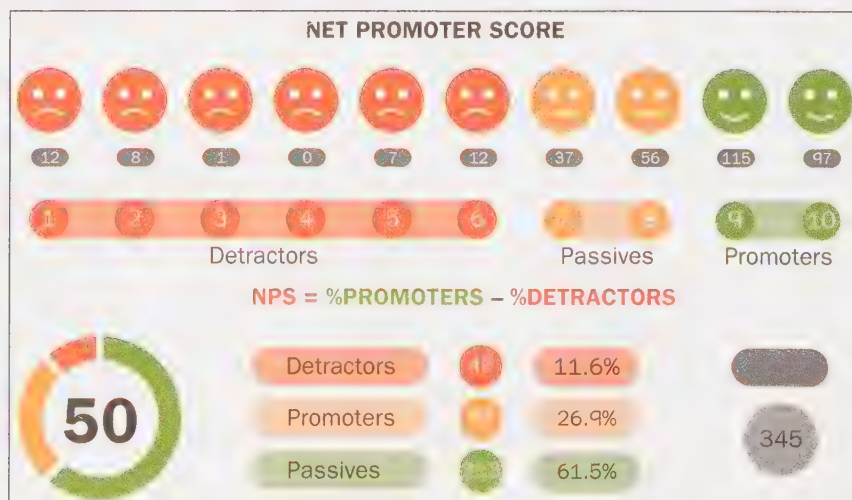 NET PROMOTER SCORE
12 8 1 0 7 12 37 56 115 97
1 2 3 4 5 6 9 10
Detractors Passives Promoters
NPS = %PROMOTERS – %DETRACTORS
50
Detractors 11.6%
Promoters 26.9%
Passives 61.5%
345